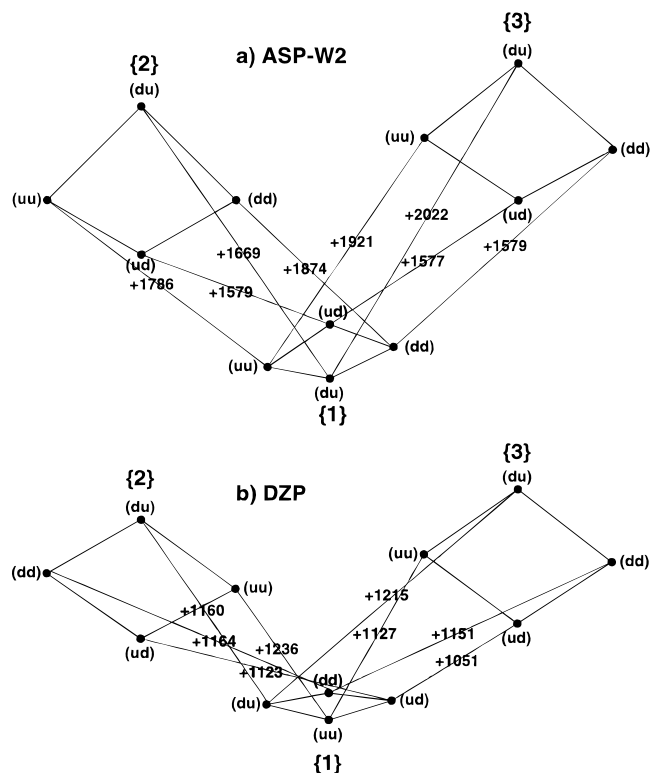 {3}
a) ASP-W2
(du)
{2}
(du)
(uu)
(dd)
(uu)
(dd)
(ud)
+2022
+1921
+1669
+1579
(ud)
+1577
+1874
+1786
+1579
(ud)
(dd)
(uu)
(du)
{1}
{3}
{2}
(du)
b) DZP
(du)
(uu)
(dd)
(dd)
(uu)
+1215
+1160
(ud)
+1127
+1151
(ud)
+1164
+1236
+1051
+1123
(dd)
(du)
(ud)
(uu)
{1}